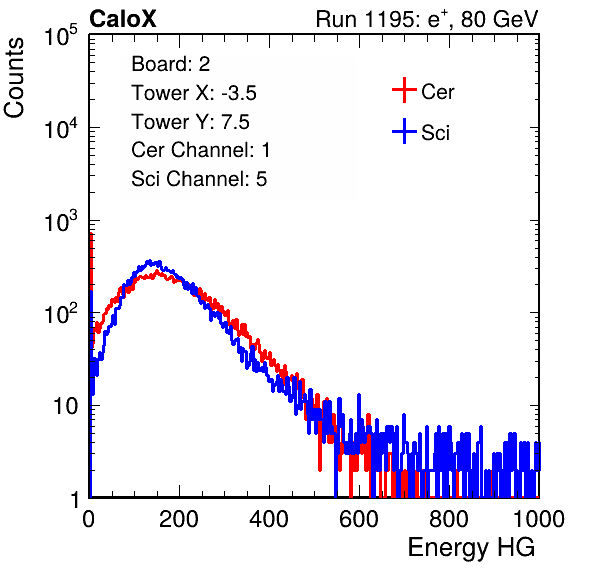 CaloX Run 1195: e⁺, 80 GeV
Counts
10⁵
10⁴
10³
10²
10
1
Board: 2
Tower X: -3.5
Tower Y: 7.5
Cer Channel: 1
Sci Channel: 5
Cer
Sci
0 200 400 600 800 1000
Energy HG